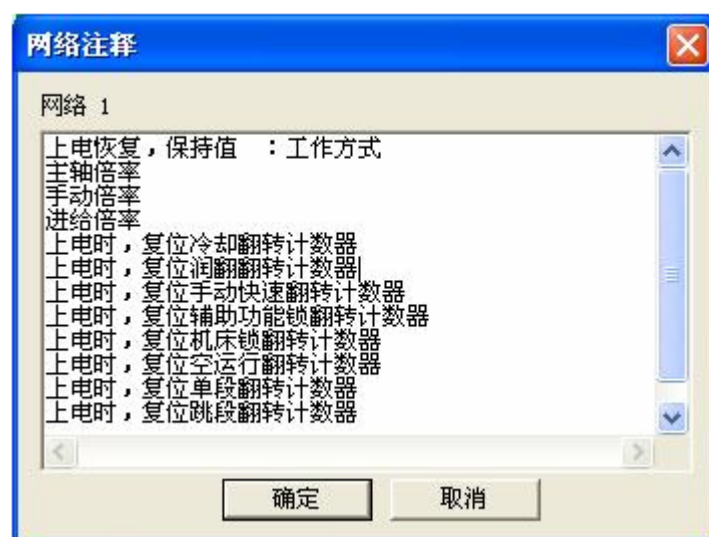 网络注释
网络 1
上电恢复，保持值 ：工作方式
主轴倍率
手动倍率
进给倍率
上电时，复位冷却翻转计数器
上电时，复位润翻翻转计数器
上电时，复位手动快速翻转计数器
上电时，复位辅助功能锁翻转计数器
上电时，复位机床锁翻转计数器
上电时，复位空运行翻转计数器
上电时，复位单段翻转计数器
上电时，复位跳段翻转计数器
确定 取消